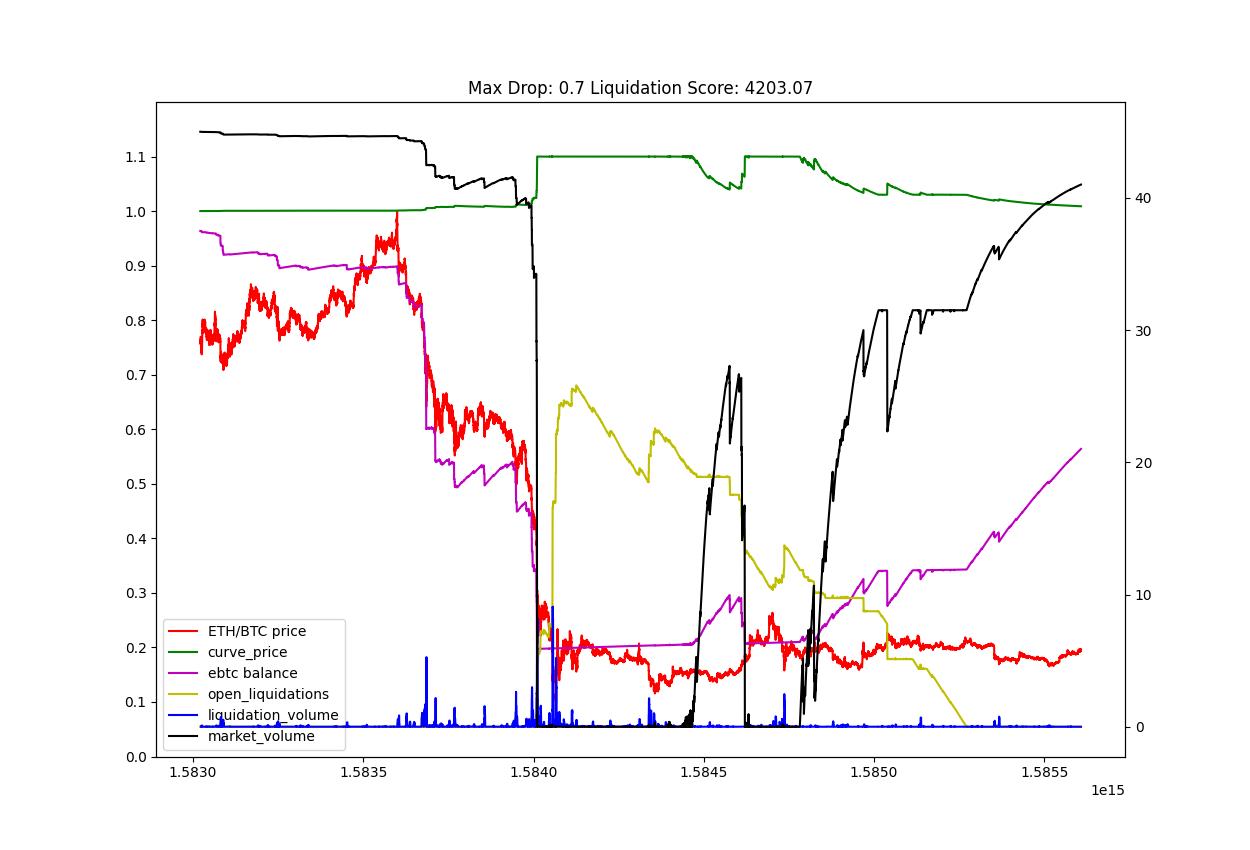 Max Drop: 0.7 Liquidation Score: 4203.07
1.1
1.0
0.9
0.8
0.7
0.6
0.5
0.4
0.3
0.2
0.1
0.0
ETH/BTC price
curve_price
ebtc balance
open_liquidations
liquidation_volume
market_volume
40
30
20
10
0
1.5830
1.5835
1.5840
1.5845
1.5850
1.5855
1e15